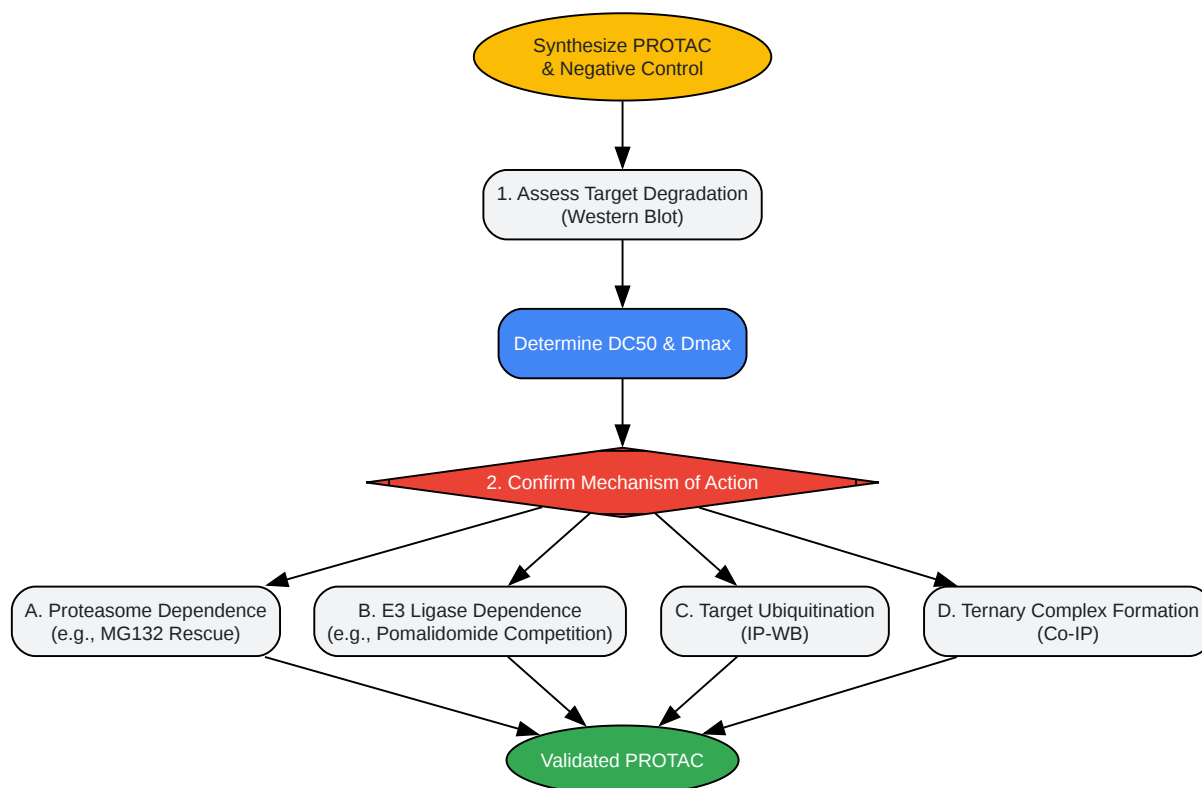 Synthesize PROTAC
& Negative Control
1. Assess Target Degradation
(Western Blot)
Determine DC50 & Dmax
2. Confirm Mechanism of Action
A. Proteasome Dependence
(e.g., MG132 Rescue)
B. E3 Ligase Dependence
(e.g., Pomalidomide Competition)
C. Target Ubiquitination
(IP-WB)
D. Ternary Complex Formation
(Co-IP)
Validated PROTAC